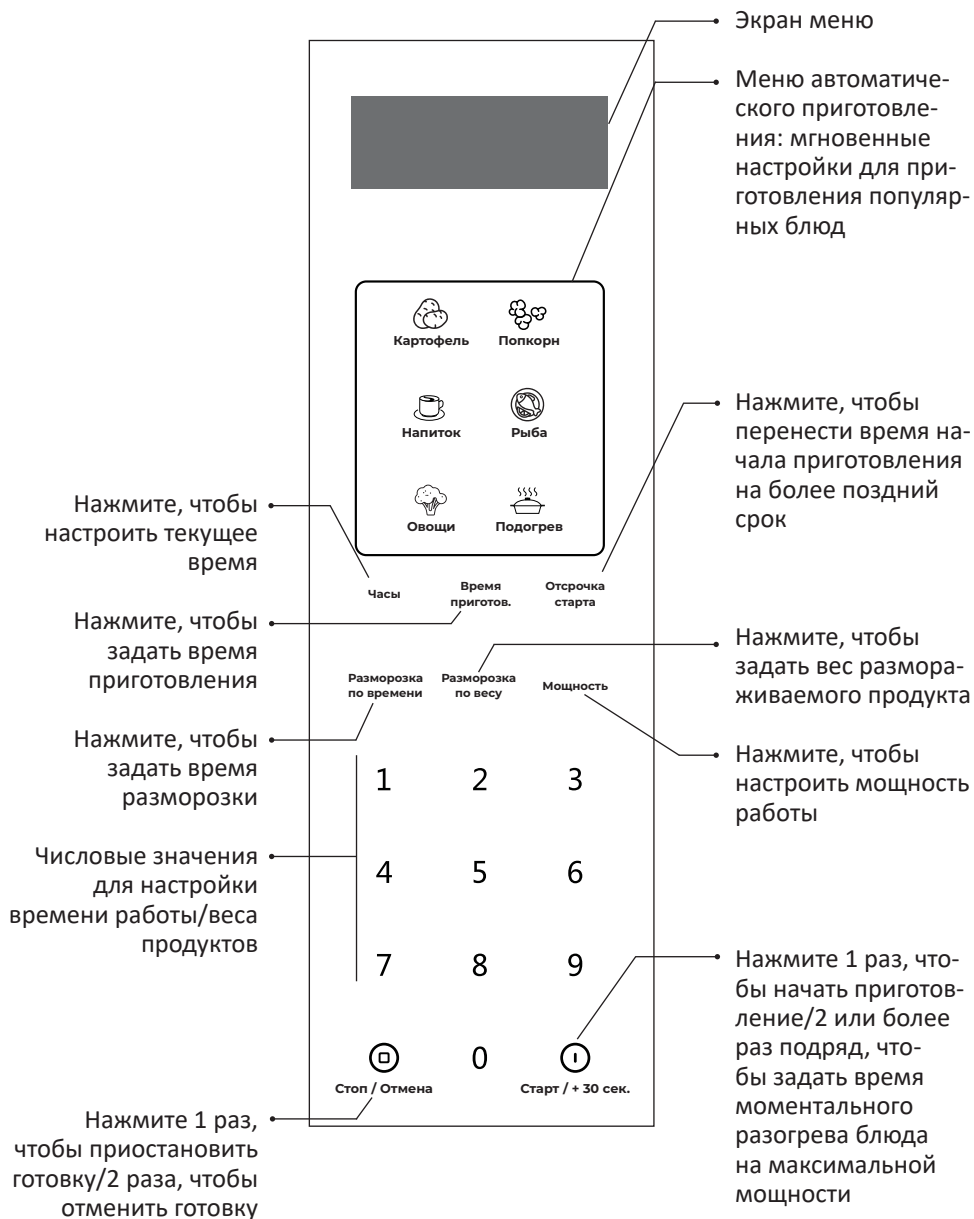 Экран меню
Меню автоматиче-
ского приготовле-
ния: мгновенные
настройки для при-
готовления популяр-
ных блюд
Картофель
Попкорн
Напиток
Рыба
Овощи
Подогрев
Нажмите, чтобы
перенести время на-
чала приготовления
на более поздний
срок
Нажмите, чтобы
настроить текущее
время
Часы
Время
приготов.
Отсрочка
старта
Нажмите, чтобы
задать время
приготовления
Нажмите, чтобы
задать вес размора-
живаемого продукта
Разморозка
по времени
Разморозка
по весу
Мощность
Нажмите, чтобы
задать время
разморозки
Нажмите, чтобы
настроить мощность
работы
1 2 3
Числовые значения
для настройки
времени работы/веса
продуктов
4 5 6
7 8 9
0
Стоп / Отмена
Старт / + 30 сек.
Нажмите 1 раз, что-
бы начать приготов-
ление/2 или более
раз подряд, что-
бы задать время
моментального
разогрева блюда
на максимальной
мощности
Нажмите 1 раз,
чтобы приостановить
готовку/2 раза, чтобы
отменить готовку